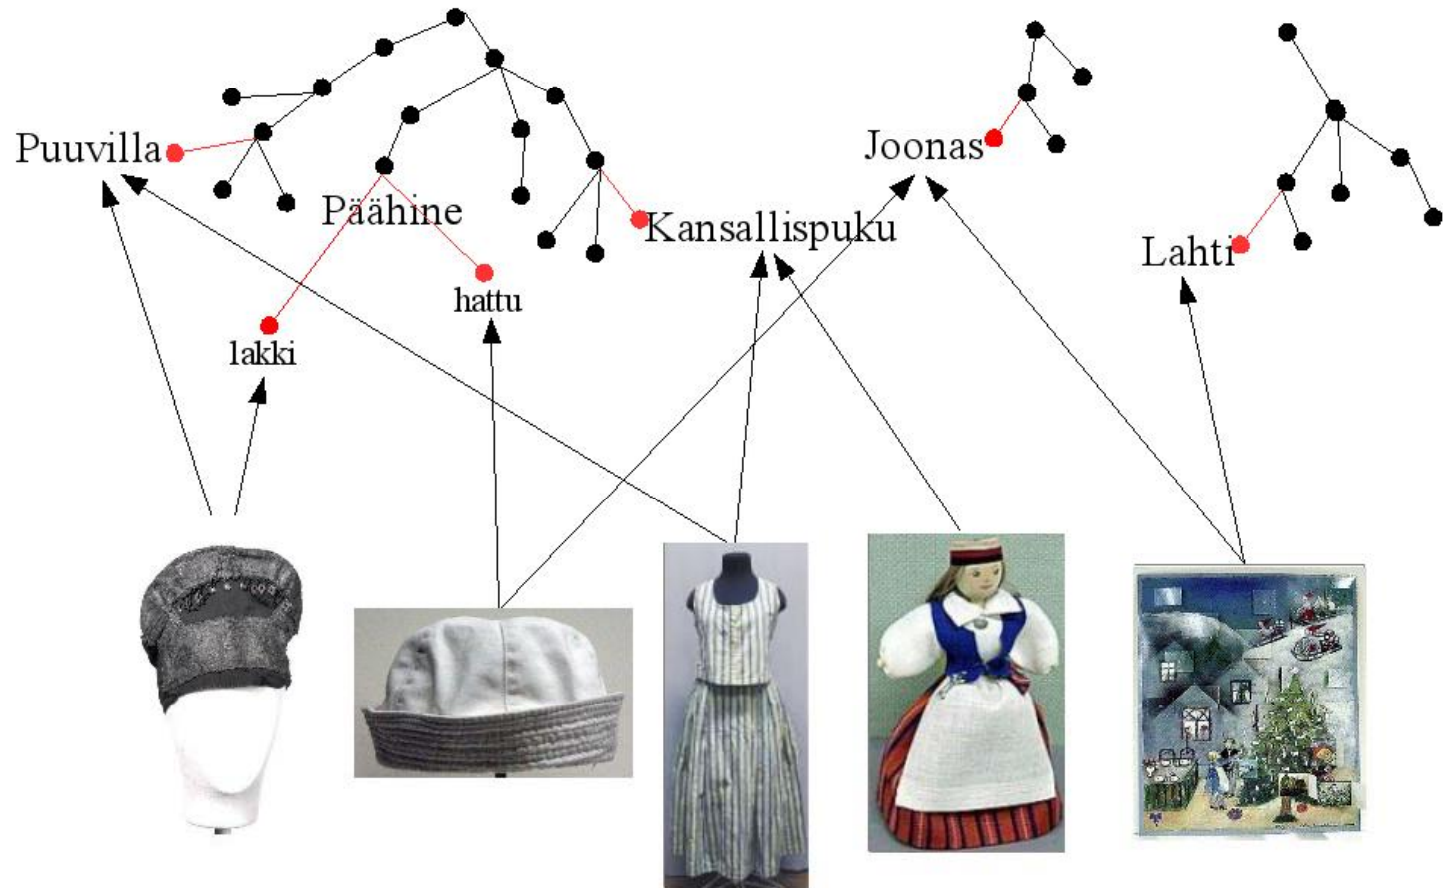 Puuvilla
Päähine
lakki
hattu
Kansallispuku
Joonas
Lahti